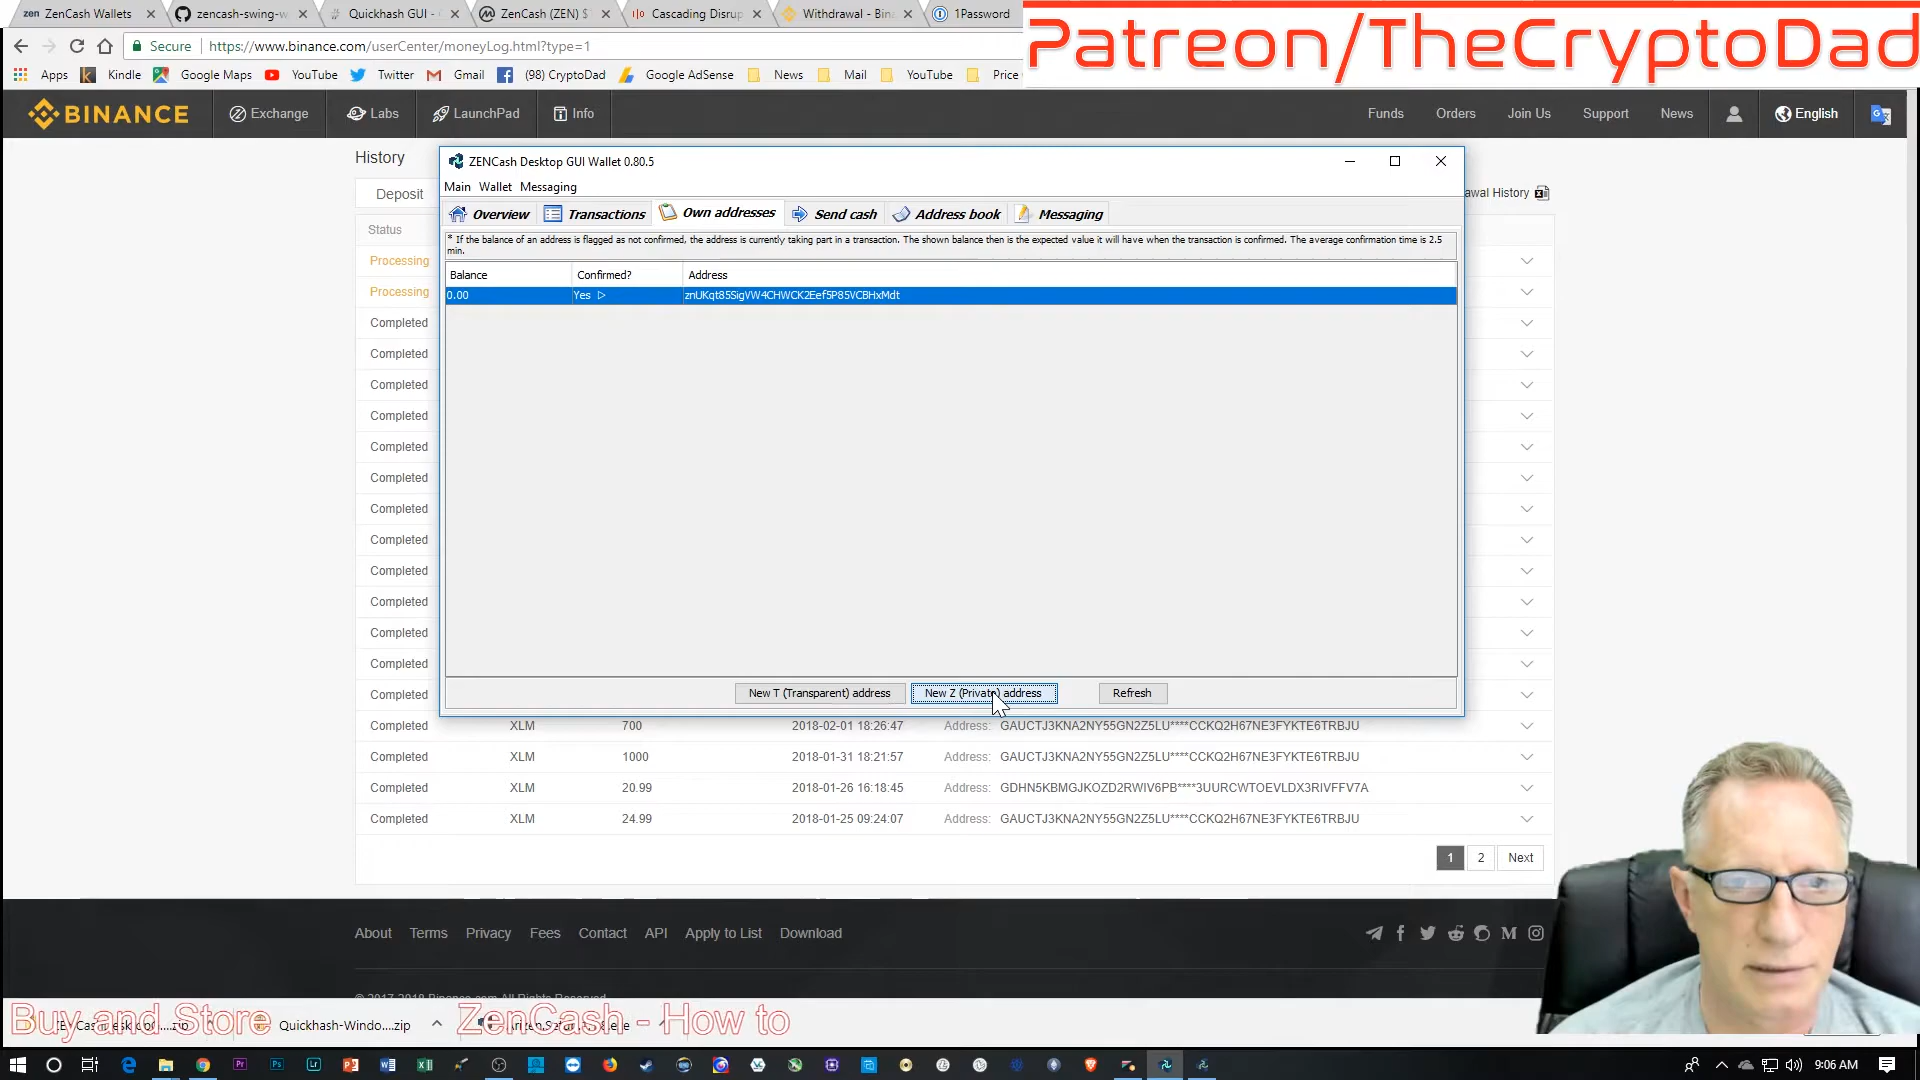 ZenCash Wallets
zencash-swing-w
Quickhash GUI -
ZenCash (ZEN) $
Cascading Disrup
Withdrawal - Bin
1Password
Patreon/TheCryptoDad
Secure https://www.binance.com/userCenter/moneyLog.html?type=1
Apps Kindle Google Maps YouTube Twitter Gmail (98) CryptoDad Google AdSense News Mail YouTube Price
BINANCE Exchange Labs LaunchPad Info Funds Orders Join Us Support News English
History
ZENCash Desktop GUI Wallet 0.80.5
Main Wallet Messaging
Deposit
awal History
Overview Transactions Own addresses Send cash Address book Messaging
Status
* If the balance of an address is flagged as not confirmed, the address is currently taking part in a transaction. The shown balance then is the expected value it will have when the transaction is confirmed. The average confirmation time is 2.5
min.
Balance Confirmed? Address
0.00 Yes znUKqt85SigVW4CHWCK2Eef5P85VCBHxMdt
Processing
Processing
Completed
Completed
Completed
Completed
Completed
Completed
Completed
Completed
Completed
Completed
Completed
Completed
Completed
New T (Transparent) address New Z (Private) address Refresh
Completed XLM 700 2018-02-01 18:26:47 Address: GAUCTJ3KNA2NY55GN2Z5LU****CCKQ2H67NE3FYKTE6TRBJU
Completed XLM 1000 2018-01-31 18:21:57 Address: GAUCTJ3KNA2NY55GN2Z5LU****CCKQ2H67NE3FYKTE6TRBJU
Completed XLM 20.99 2018-01-26 16:18:45 Address: GDHN5KBMGJKOZD2RWIV6PB****3UURCWTOEVLDX3RIVFFV7A
Completed XLM 24.99 2018-01-25 09:24:07 Address: GAUCTJ3KNA2NY55GN2Z5LU****CCKQ2H67NE3FYKTE6TRBJU
1 2 Next
About Terms Privacy Fees Contact API Apply to List Download
© 2017-2018 Binance.com All Rights Reserved
Buy and Store ZenCash - How to
Quickhash-Windo....zip
9:06 AM